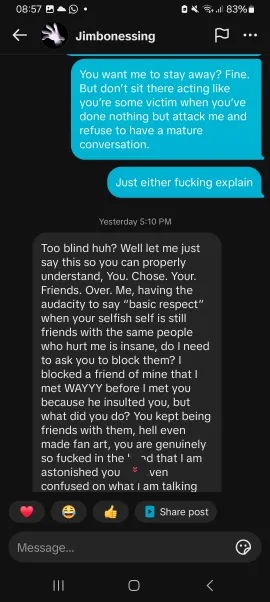 08:57
83%
Jimbonessing
You want me to stay away? Fine.
But don't sit there acting like
you're some victim when you've
done nothing but attack me and
refuse to have a mature
conversation.
Just either fucking explain
Yesterday 5:10 PM
Too blind huh? Well let me just
say this so you can properly
understand, You. Chose. Your.
Friends. Over. Me, having the
audacity to say “basic respect”
when your selfish self is still
friends with the same people
who hurt me is insane, do I need
to ask you to block them? I
blocked a friend of mine that I
met WAYYY before I met you
because he insulted you, but
what did you do? You kept being
friends with them, hell even
made fan art, you are genuinely
so fucked in the that I am
astonished you
confused on what I am talking
Share post
Message...